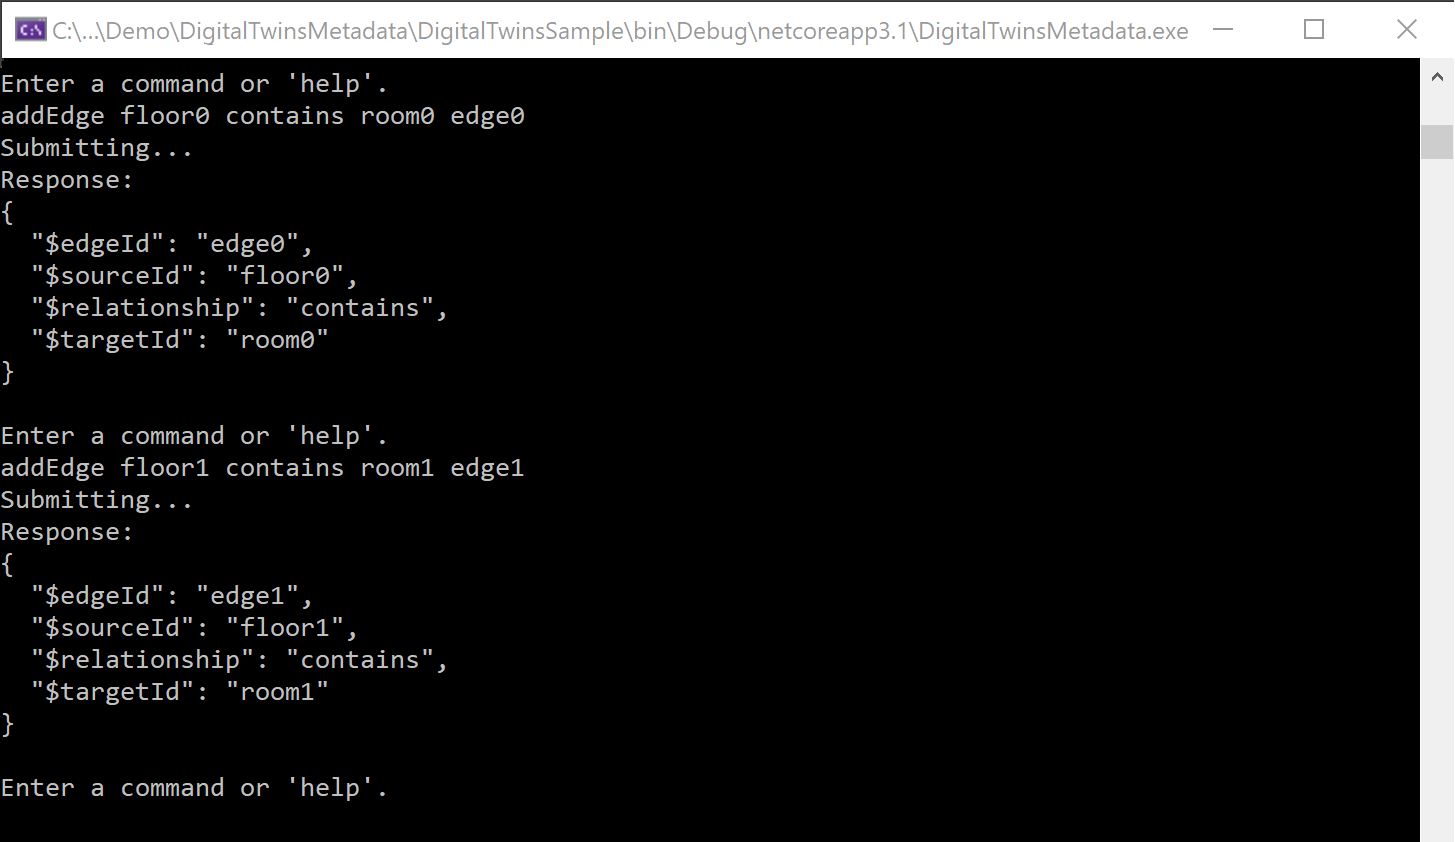 C:\...\Demo\DigitalTwinsMetadata\DigitalTwinsSample\bin\Debug\netcoreapp3.1\DigitalTwinsMetadata.exe
Enter a command or 'help'.
addEdge floor0 contains room0 edge0
Submitting...
Response:
{
  "$edgeId": "edge0",
  "$sourceId": "floor0",
  "$relationship": "contains",
  "$targetId": "room0"
}
Enter a command or 'help'.
addEdge floor1 contains room1 edge1
Submitting...
Response:
{
  "$edgeId": "edge1",
  "$sourceId": "floor1",
  "$relationship": "contains",
  "$targetId": "room1"
}
Enter a command or 'help'.